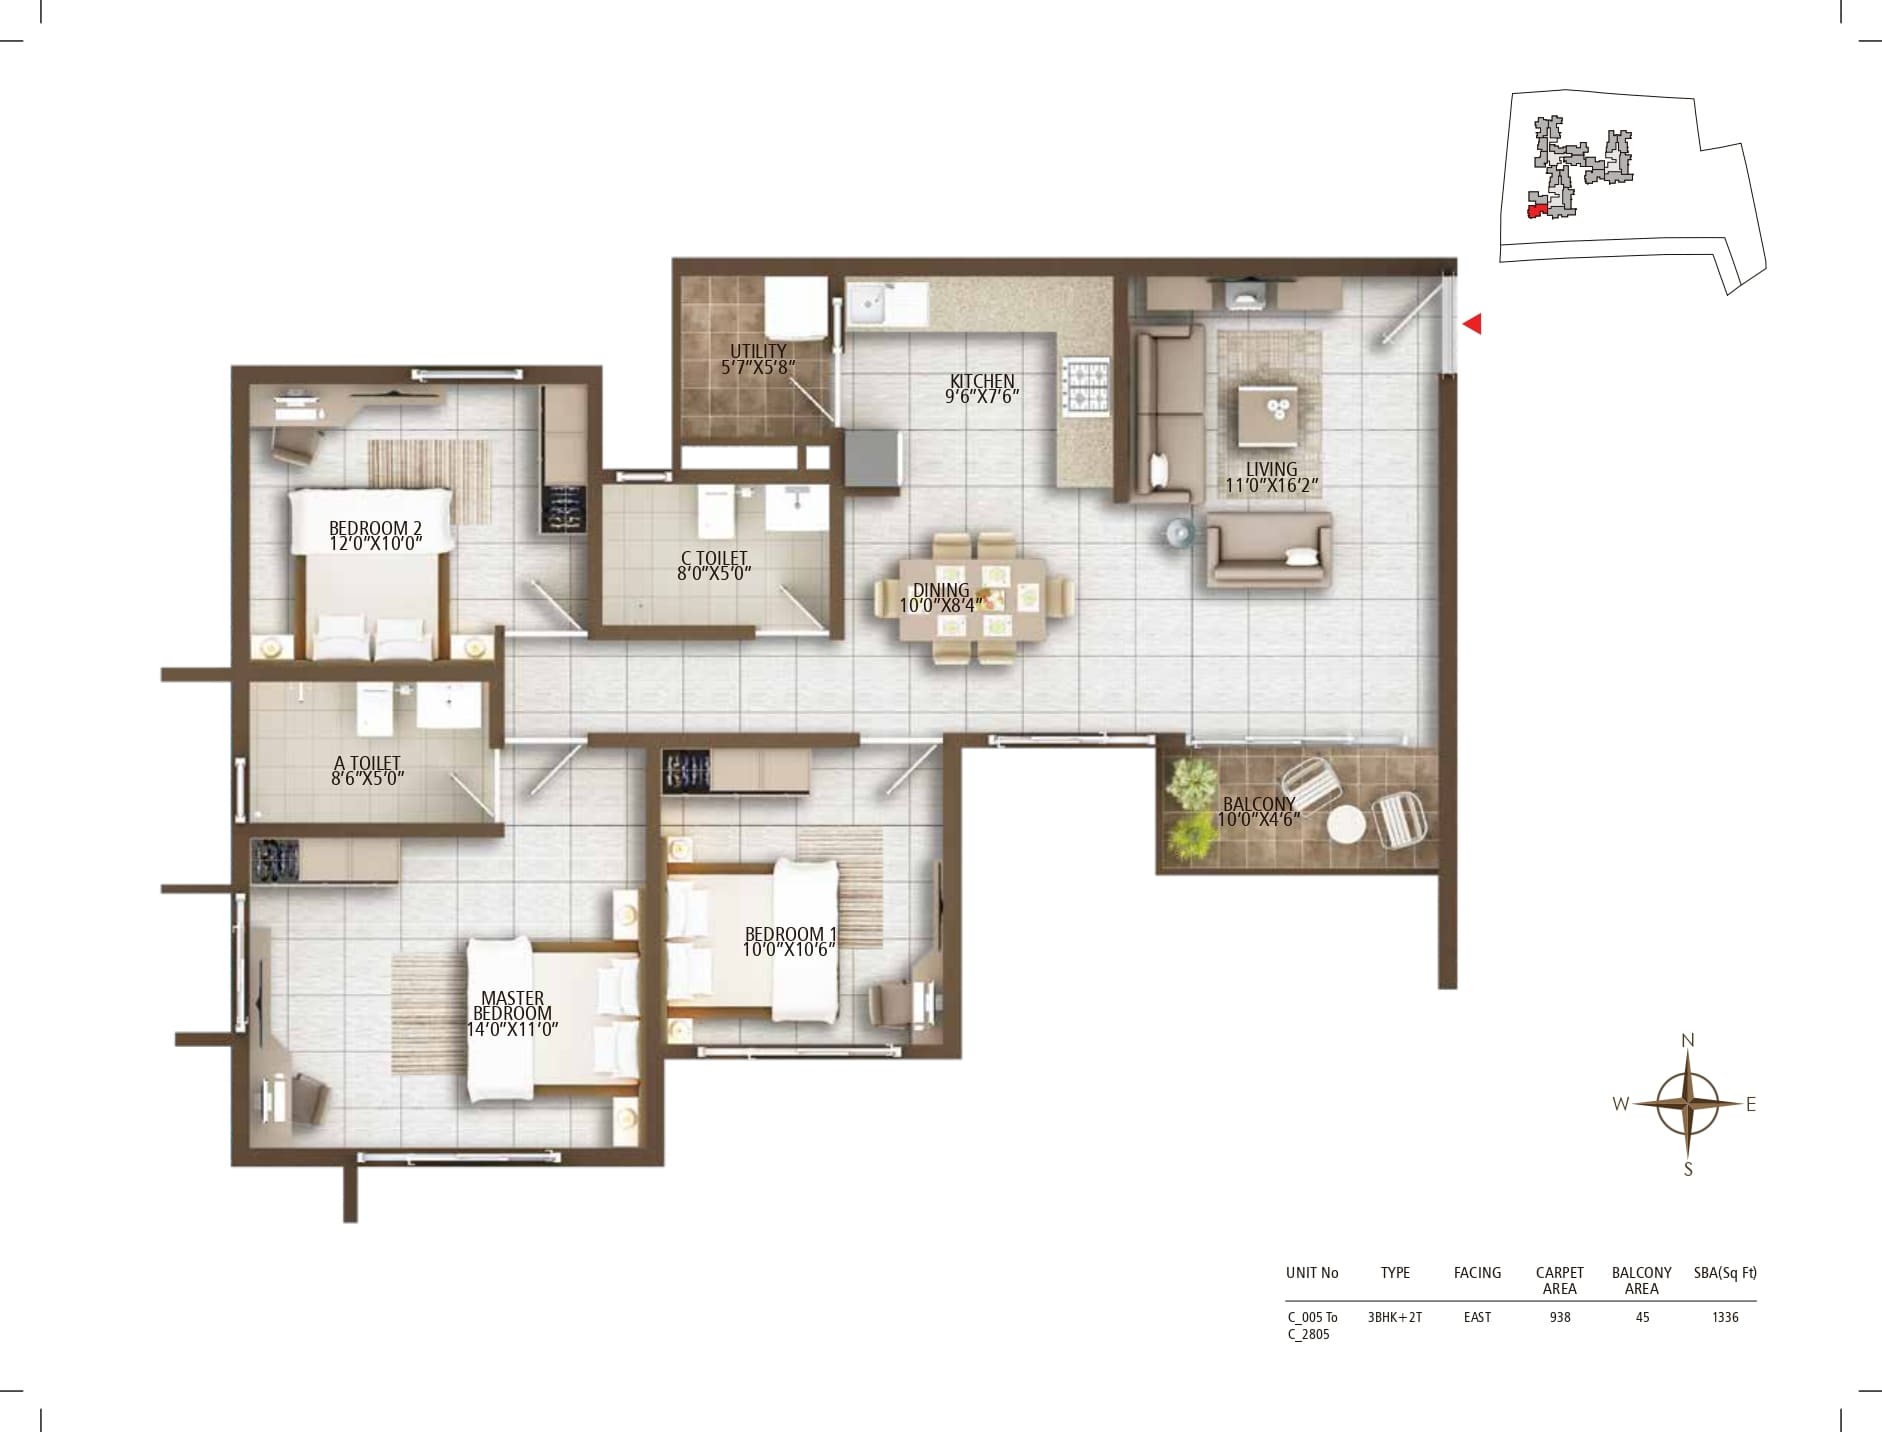 UTILITY
5'7"X5'8"
KITCHEN
9'6"X7'6"
LIVING
11'0"X16'2"
BEDROOM 2
12'0"X10'0"
C TOILET
8'0"X5'0"
DINING
10'0"X8'4"
A TOILET
8'6"X5'0"
BALCONY
10'0"X4'6"
BEDROOM 1
10'0"X10'6"
MASTER
BEDROOM
14'0"X11'0"
N
W E
S
UNIT No TYPE FACING CARPET AREA BALCONY AREA SBA(Sq Ft)
C_005 To C_2805 3BHK+2T EAST 938 45 1336